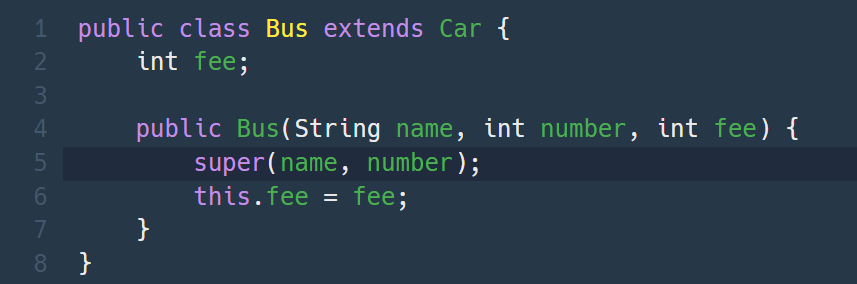 1 public class Bus extends Car {
2     int fee;
3
4     public Bus(String name, int number, int fee) {
5         super(name, number);
6         this.fee = fee;
7     }
8 }